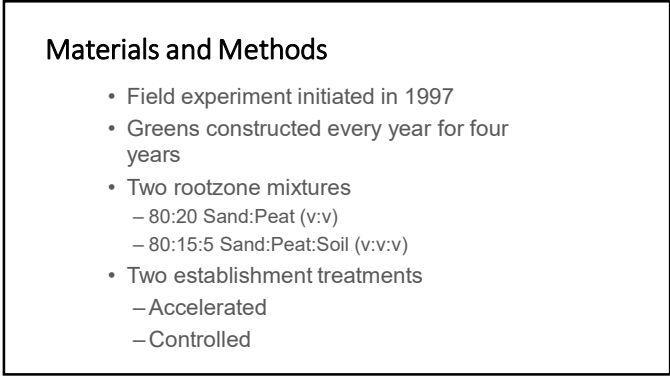 Materials and Methods
• Field experiment initiated in 1997
• Greens constructed every year for four
years
• Two rootzone mixtures
– 80:20 Sand:Peat (v:v)
– 80:15:5 Sand:Peat:Soil (v:v:v)
• Two establishment treatments
–Accelerated
–Controlled